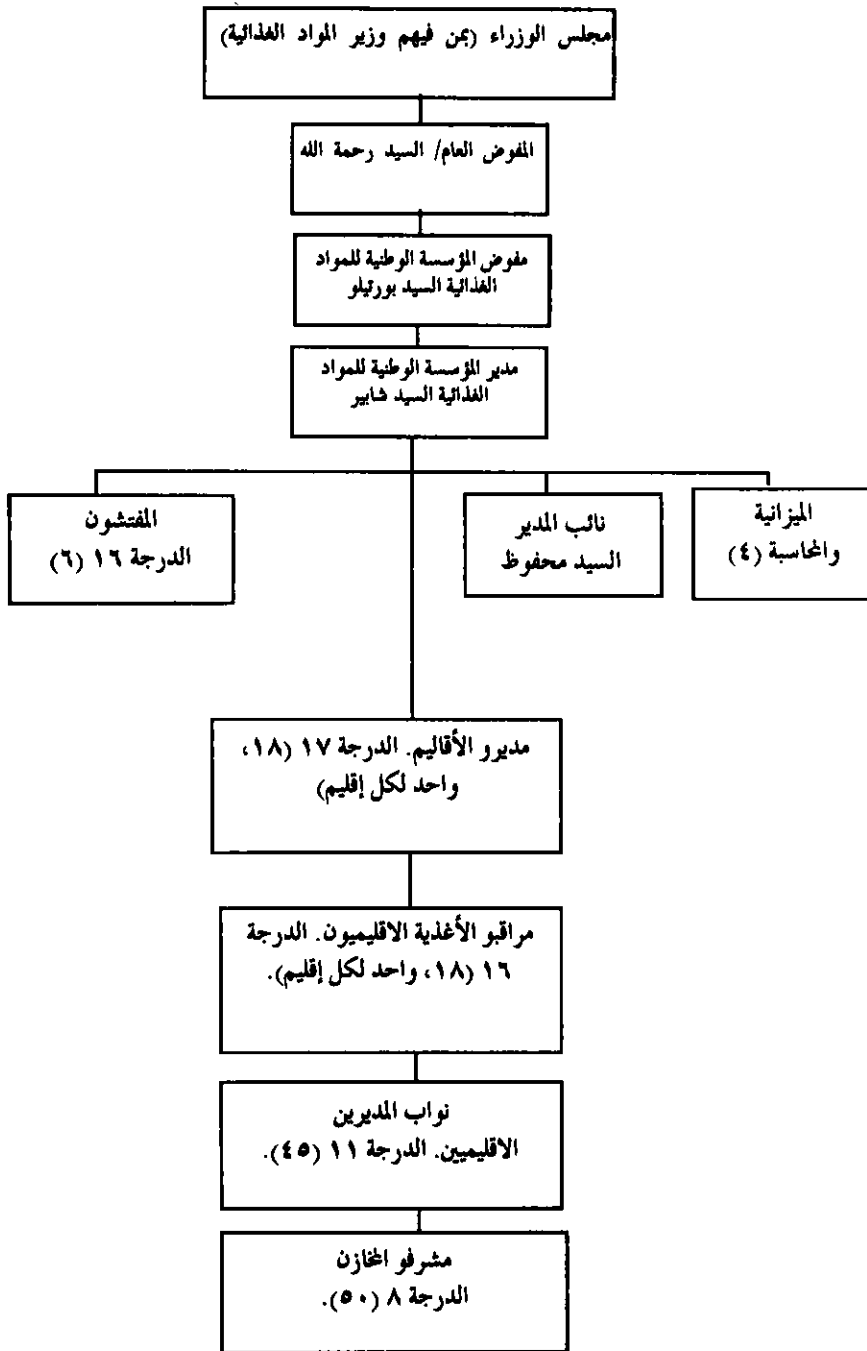 مجلس الوزراء (بمن فيهم وزير المواد الغذائية)
المفوض العام/ السيد رحمة الله
مفوض المؤسسة الوطنية للمواد
الغذائية السيد بورتيلو
مدير المؤسسة الوطنية للمواد
الغذائية السيد شابير
الميزانية
والمحاسبة (٤)
نائب المدير
السيد محفوظ
المفتشون
الدرجة ١٦ (٦)
مديرو الأقاليم. الدرجة ١٧ (١٨،
واحد لكل إقليم)
مراقبو الأغذية الاقليميون. الدرجة
١٦ (١٨، واحد لكل إقليم).
نواب المديرين
الاقليميين. الدرجة ١١ (٤٥).
مشرفو المخازن
الدرجة ٨ (٥٠).